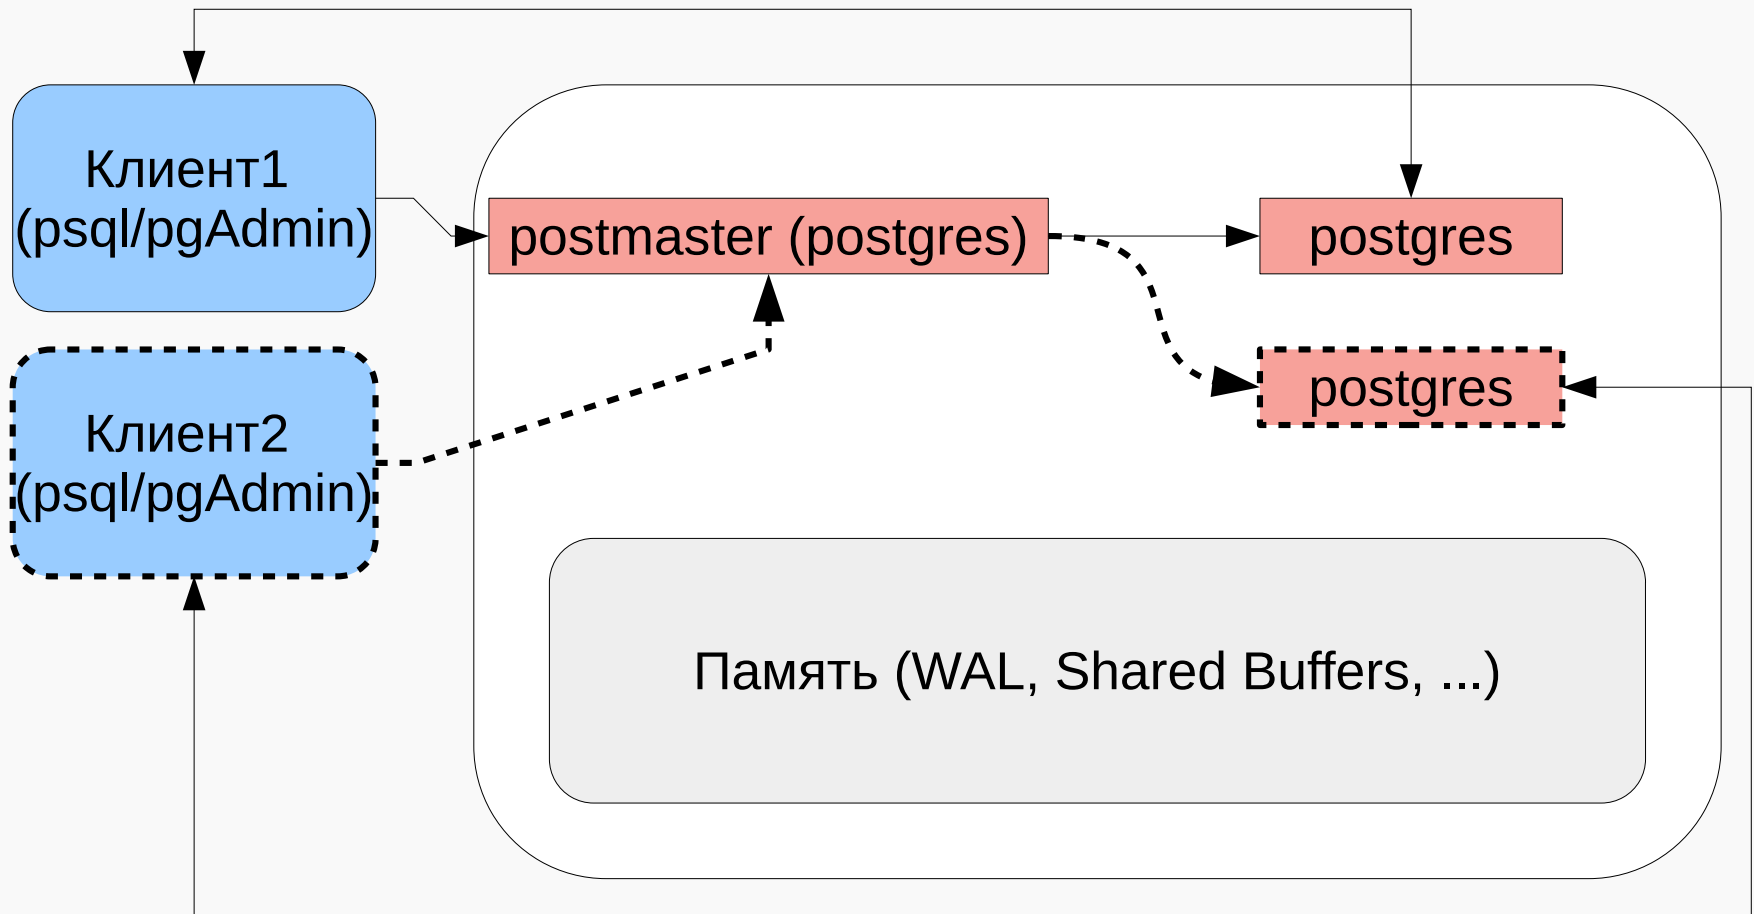 Клиент1
(psql/pgAdmin)
postmaster (postgres)
postgres
postgres
Клиент2
(psql/pgAdmin)
Память (WAL, Shared Buffers, ...)